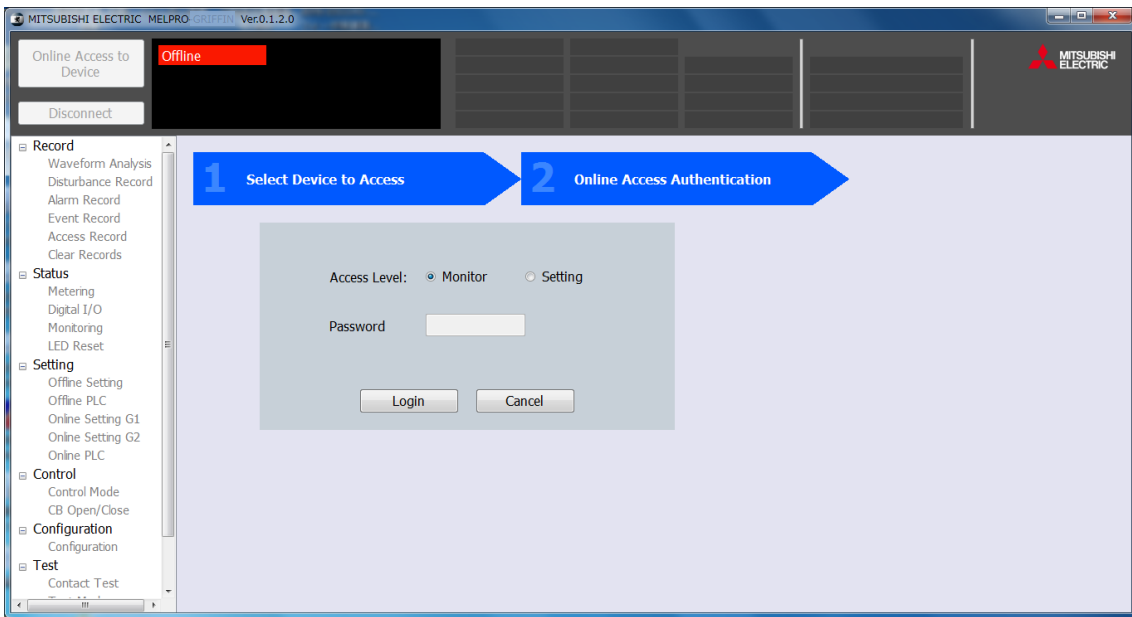 MITSUBISHI ELECTRIC MELPRO-GRIFFIN Ver.0.1.2.0
Online Access to
Device
Offline
MITSUBISHI
ELECTRIC
Disconnect
Record
Waveform Analysis
Disturbance Record
Alarm Record
Event Record
Access Record
Clear Records
Status
Metering
Digital I/O
Monitoring
LED Reset
Setting
Offline Setting
Offline PLC
Online Setting G1
Online Setting G2
Online PLC
Control
Control Mode
CB Open/Close
Configuration
Configuration
Test
Contact Test
1 Select Device to Access
2 Online Access Authentication
Access Level: Monitor Setting
Password
Login Cancel